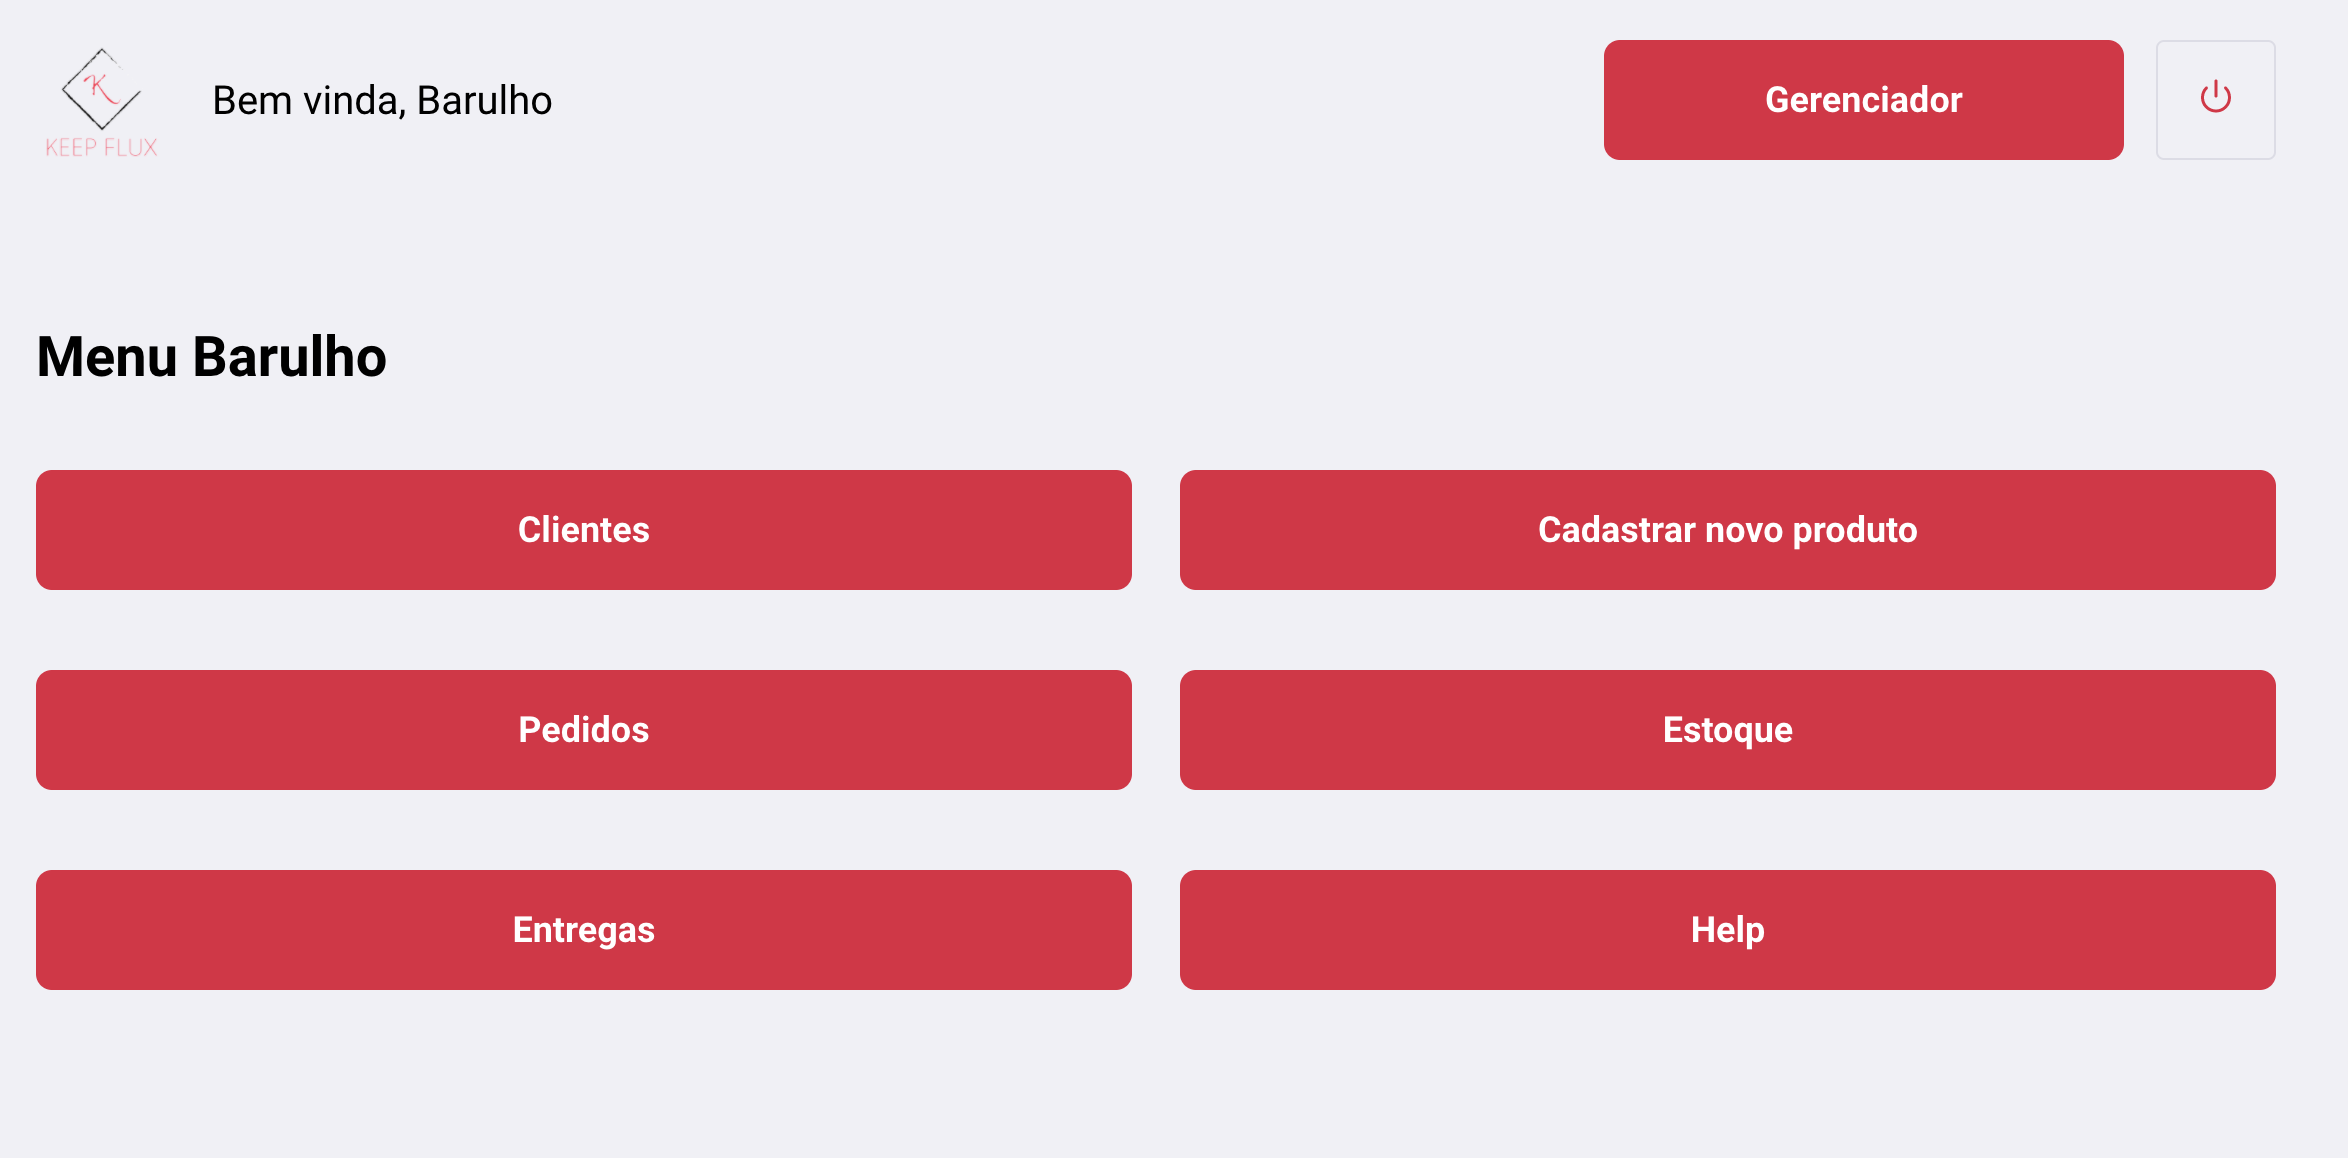 K
KEEP FLUX
Bem vinda, Barulho
Gerenciador
Menu Barulho
Clientes
Cadastrar novo produto
Pedidos
Estoque
Entregas
Help